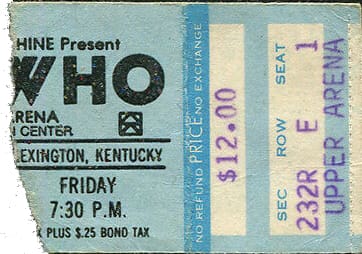 HINE Present
WHO
ARENA
CENTER
LEXINGTON, KENTUCKY
FRIDAY
7:30 P.M.
PLUS $.25 BOND TAX
NO REFUND PRICE NO EXCHANGE
$12.00
SEC ROW SEAT
232R E 1
UPPER ARENA